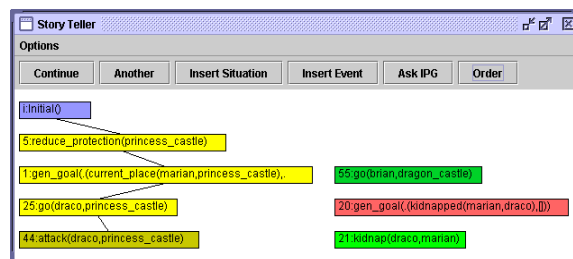 Story Teller
Options
Continue Another Insert Situation Insert Event Ask IPG Order
i:Initial()
5:reduce_protection(princess_castle)
1:gen_goal(.(current_place(marian,princess_castle),.
55:go(brian,dragon_castle)
25:go(draco,princess_castle)
20:gen_goal(.(kidnapped(marian,draco),[]))
44:attack(draco,princess_castle)
21:kidnap(draco,marian)